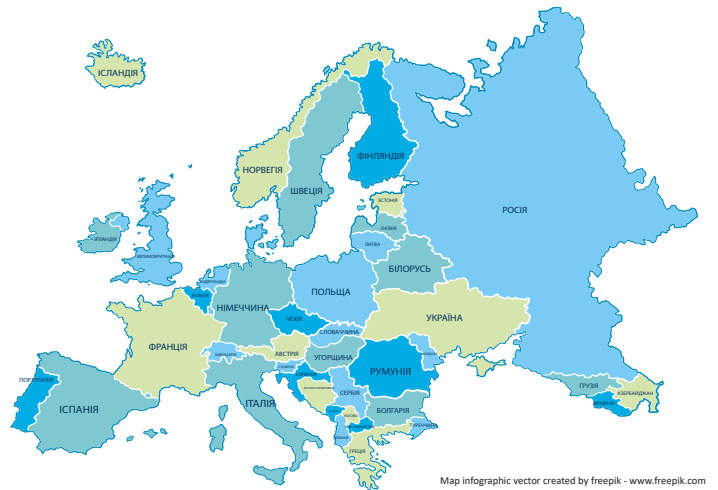 ІСЛАНДІЯ
ФІНЛЯНДІЯ
НОРВЕГІЯ
ШВЕЦІЯ
ЕСТОНІЯ
РОСІЯ
ЛАТВІЯ
ІРЛАНДІЯ
ЛИТВА
ВЕЛИКОБРИТАНІЯ
БІЛОРУСЬ
НІДЕРЛАНДИ
ПОЛЬЩА
БЕЛЬГІЯ
НІМЕЧЧИНА
ЧЕХІЯ
УКРАЇНА
СЛОВАЧЧИНА
ФРАНЦІЯ
ШВЕЙЦАРІЯ
АВСТРІЯ
УГОРЩИНА
РУМУНІЯ
ПОРТУГАЛІЯ
ГРУЗІЯ
СЕРБІЯ
АЗЕРБАЙДЖАН
ВІРМЕНІЯ
ІТАЛІЯ
ІСПАНІЯ
БОЛГАРІЯ
КОСОВО
ТУРЕЧЧИНА
ГРЕЦІЯ
Map infographic vector created by freepik - www.freepik.com